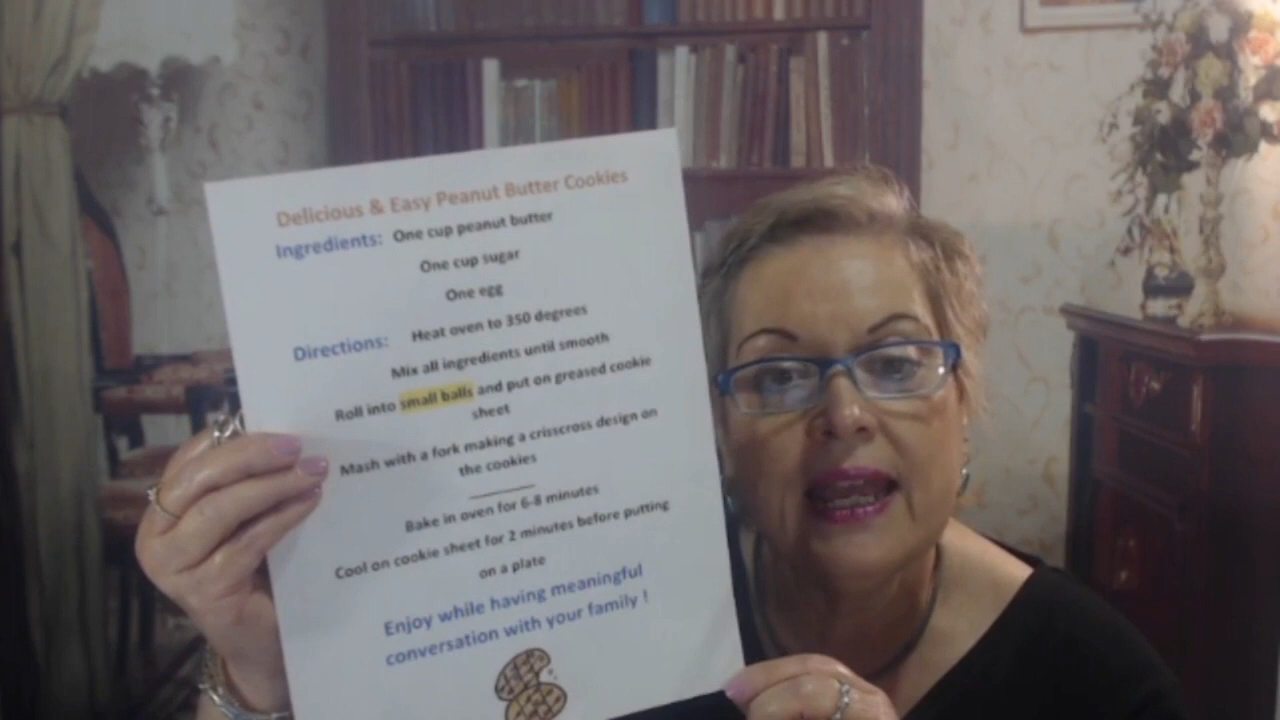 Delicious & Easy Peanut Butter Cookies
Ingredients: One cup peanut butter
One cup sugar
One egg
Directions: Heat oven to 350 degrees
Mix all ingredients until smooth
Roll into small balls and put on greased cookie
sheet
Mash with a fork making a crisscross design on
the cookies
Bake in oven for 6-8 minutes
Cool on cookie sheet for 2 minutes before putting
on a plate
Enjoy while having meaningful
conversation with your family !